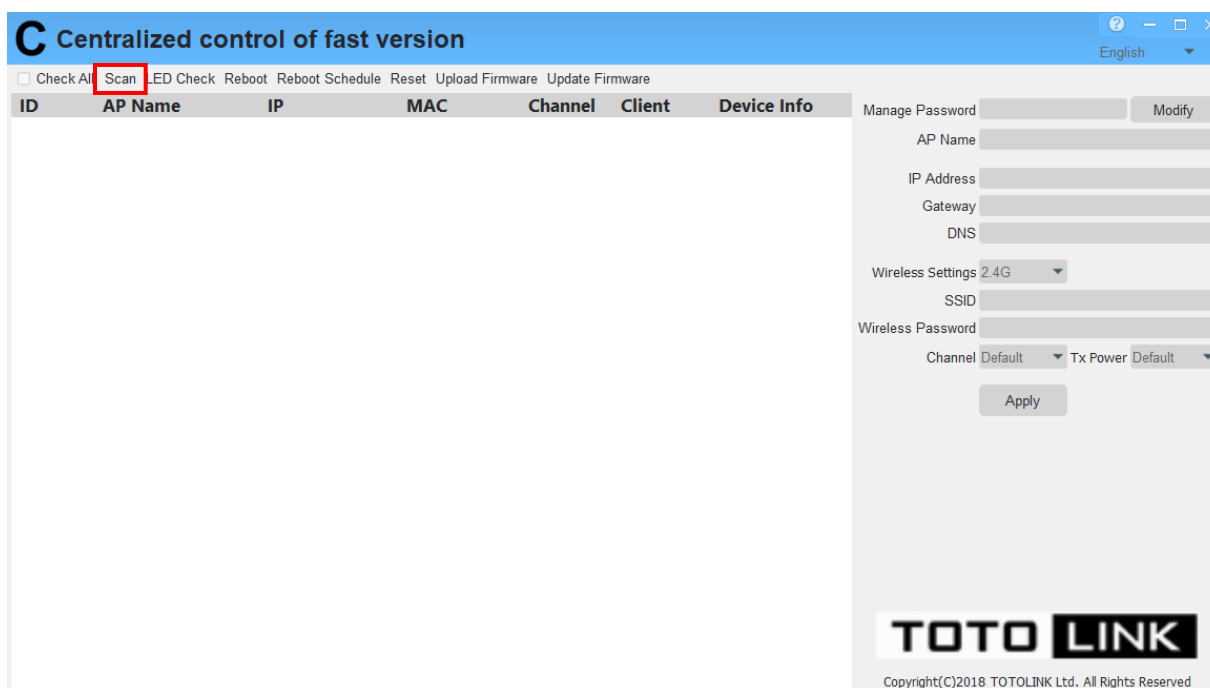 C Centralized control of fast version
English
Check All Scan LED Check Reboot Reboot Schedule Reset Upload Firmware Update Firmware
ID AP Name IP MAC Channel Client Device Info
Manage Password Modify
AP Name
IP Address
Gateway
DNS
Wireless Settings 2.4G
SSID
Wireless Password
Channel Default Tx Power Default
Apply
TOTO LINK
Copyright(C)2018 TOTOLINK Ltd. All Rights Reserved